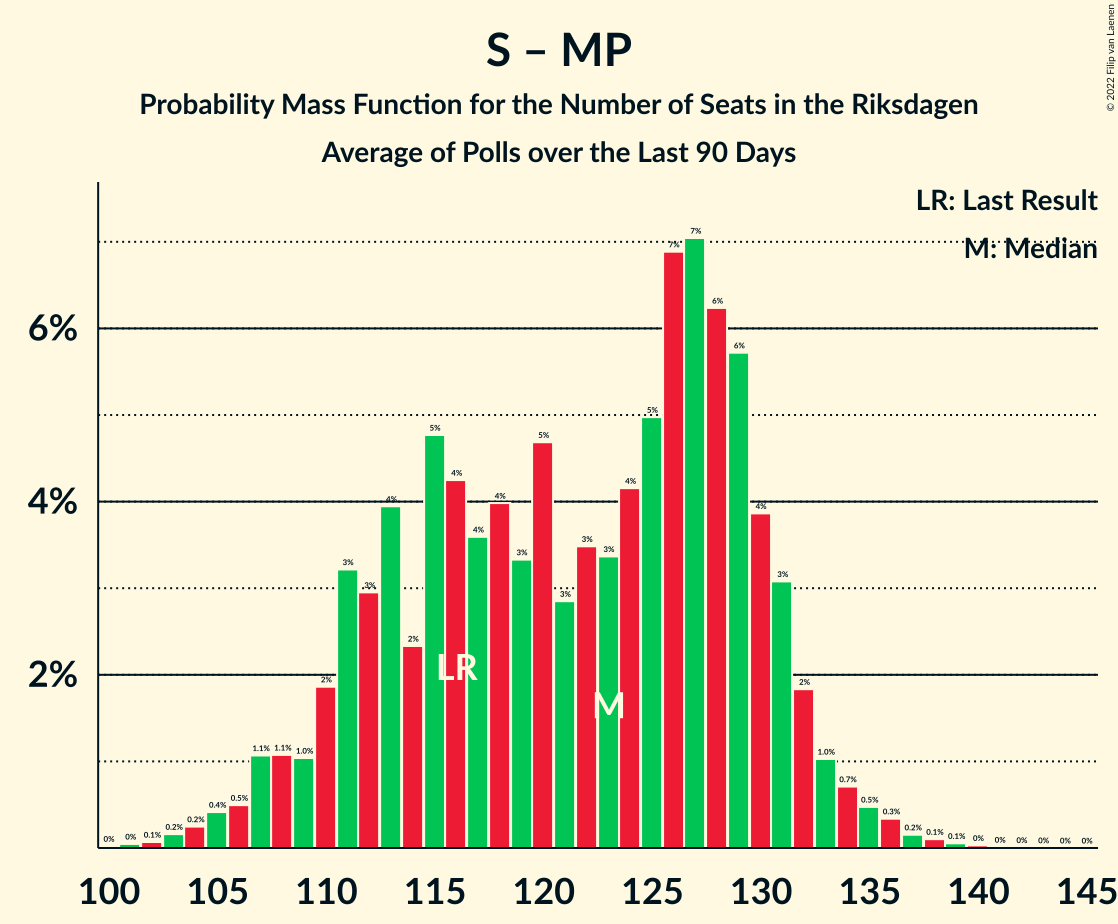 S – MP
Probability Mass Function for the Number of Seats in the Riksdagen
Average of Polls over the Last 90 Days
© 2022 Filip van Laenen
LR: Last Result
M: Median
6%
4%
2%
0% 0% 0.1% 0.2% 0.2% 0.4% 0.5% 1.1% 1.1% 1.0% 2% 3% 3% 4% 2% 5% 4% 4% 4% 3% 5% 3% 3% 3% 4% 5% 7% 7% 6% 6% 4% 3% 2% 1.0% 0.7% 0.5% 0.3% 0.2% 0.1% 0.1% 0% 0% 0% 0% 0% 0%
LR
M
100 105 110 115 120 125 130 135 140 145